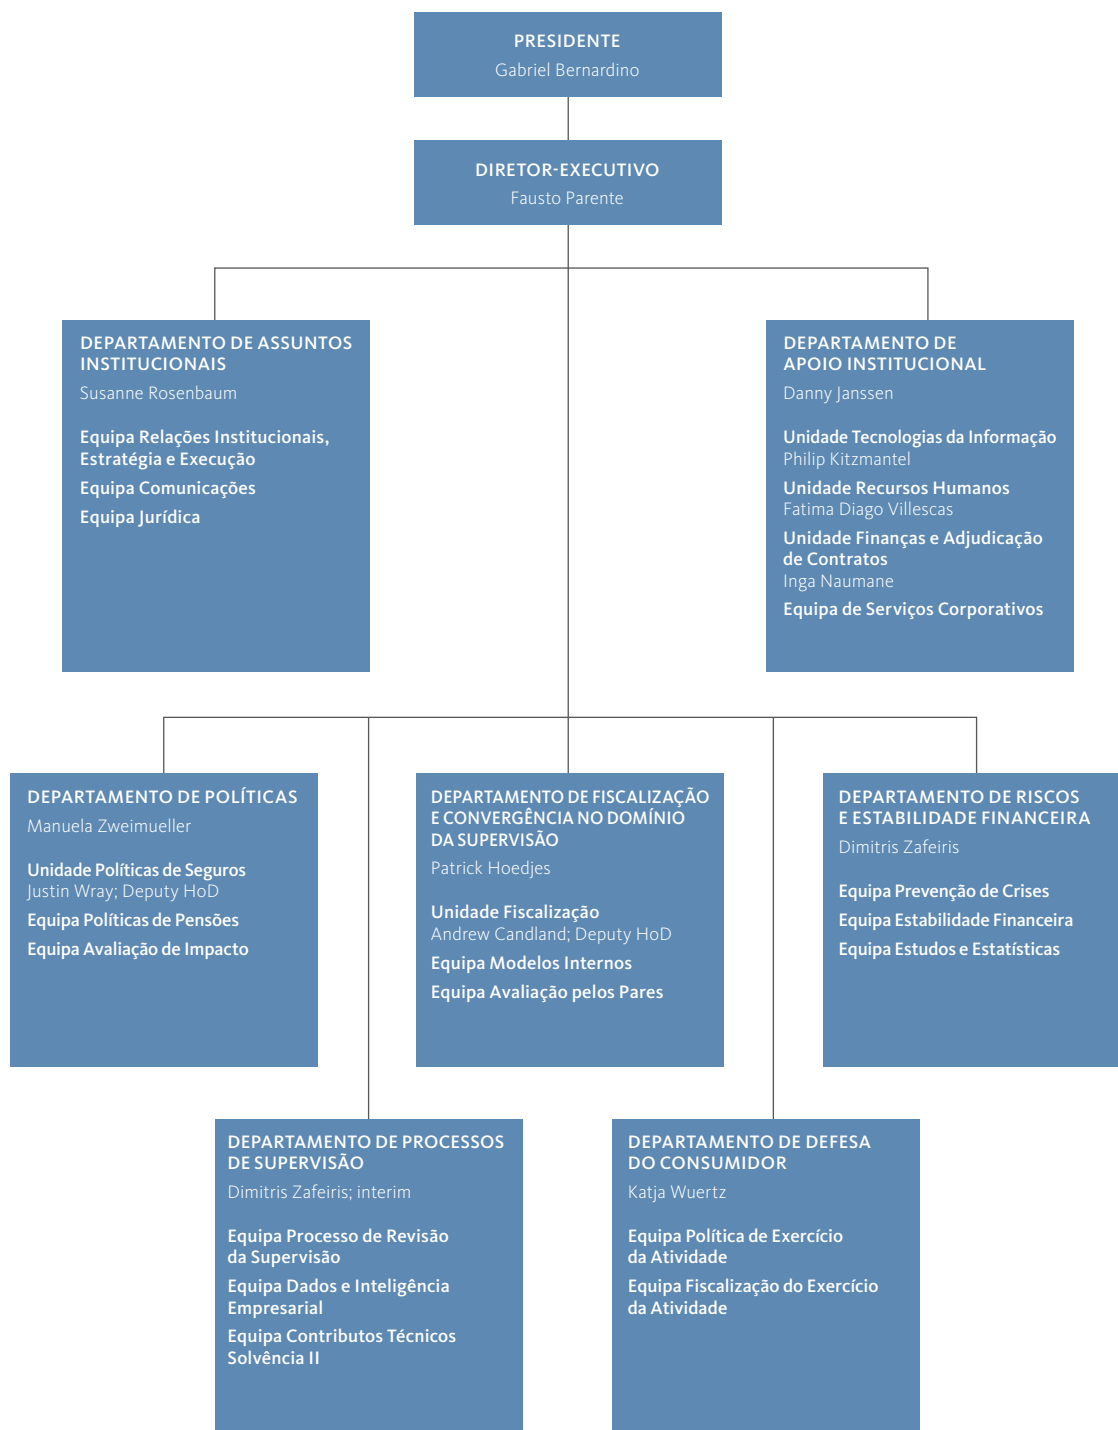 PRESIDENTE
Gabriel Bernardino
DIRETOR-EXECUTIVO
Fausto Parente
DEPARTAMENTO DE ASSUNTOS
INSTITUCIONAIS
Susanne Rosenbaum
Equipa Relações Institucionais,
Estratégia e Execução
Equipa Comunicações
Equipa Jurídica
DEPARTAMENTO DE
APOIO INSTITUCIONAL
Danny Janssen
Unidade Tecnologias da Informação
Philip Kitzmantel
Unidade Recursos Humanos
Fatima Diago Villescas
Unidade Finanças e Adjudicação
de Contratos
Inga Naumane
Equipa de Serviços Corporativos
DEPARTAMENTO DE POLÍTICAS
Manuela Zweimueller
Unidade Políticas de Seguros
Justin Wray; Deputy HoD
Equipa Políticas de Pensões
Equipa Avaliação de Impacto
DEPARTAMENTO DE FISCALIZAÇÃO
E CONVERGÊNCIA NO DOMÍNIO
DA SUPERVISÃO
Patrick Hoedjes
Unidade Fiscalização
Andrew Candland; Deputy HoD
Equipa Modelos Internos
Equipa Avaliação pelos Pares
DEPARTAMENTO DE RISCOS
E ESTABILIDADE FINANCEIRA
Dimitris Zafeiris
Equipa Prevenção de Crises
Equipa Estabilidade Financeira
Equipa Estudos e Estatísticas
DEPARTAMENTO DE PROCESSOS
DE SUPERVISÃO
Dimitris Zafeiris; interim
Equipa Processo de Revisão
da Supervisão
Equipa Dados e Inteligência
Empresarial
Equipa Contributos Técnicos
Solvência II
DEPARTAMENTO DE DEFESA
DO CONSUMIDOR
Katja Wuertz
Equipa Política de Exercício
da Atividade
Equipa Fiscalização do Exercício
da Atividade